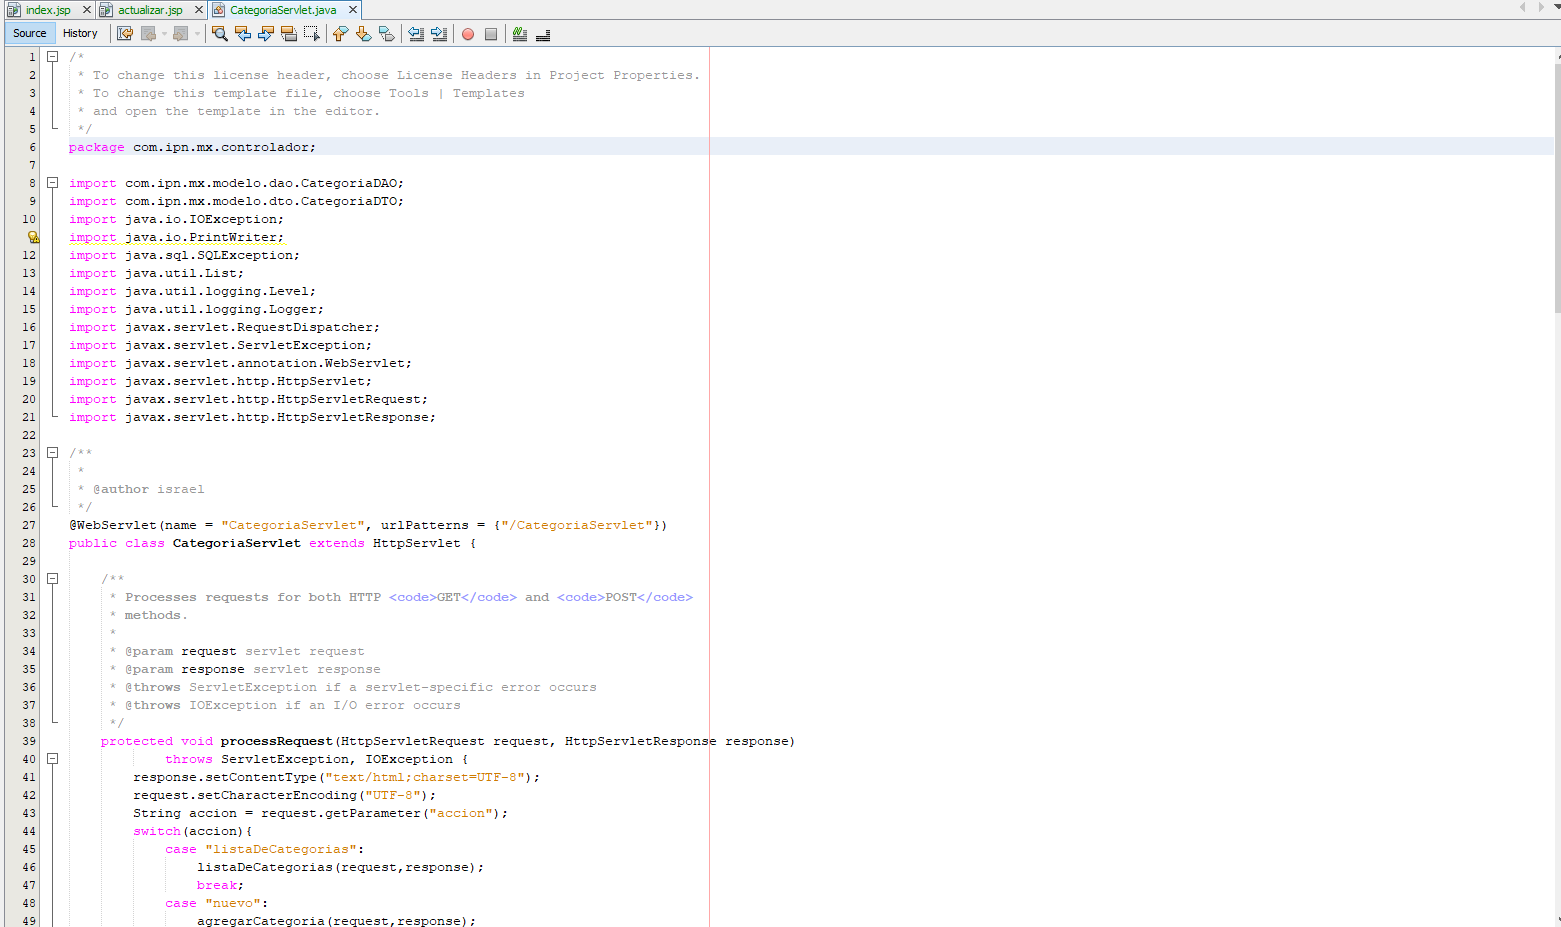 index.jsp actualizar.jsp CategoriaServlet.java
Source History
1 /*
2 * To change this license header, choose License Headers in Project Properties.
3 * To change this template file, choose Tools | Templates
4 * and open the template in the editor.
5 */
6 package com.ipn.mx.controlador;
7
8 import com.ipn.mx.modelo.dao.CategoriaDAO;
9 import com.ipn.mx.modelo.dto.CategoriaDTO;
10 import java.io.IOException;
import java.io.PrintWriter;
12 import java.sql.SQLException;
13 import java.util.List;
14 import java.util.logging.Level;
15 import java.util.logging.Logger;
16 import javax.servlet.RequestDispatcher;
17 import javax.servlet.ServletException;
18 import javax.servlet.annotation.WebServlet;
19 import javax.servlet.http.HttpServlet;
20 import javax.servlet.http.HttpServletRequest;
21 import javax.servlet.http.HttpServletResponse;
22
23 /**
24 *
25 * @author israel
26 */
27 @WebServlet(name = "CategoriaServlet", urlPatterns = {"/CategoriaServlet"})
28 public class CategoriaServlet extends HttpServlet {
29
30 /**
31 * Processes requests for both HTTP <code>GET</code> and <code>POST</code>
32 * methods.
33 *
34 * @param request servlet request
35 * @param response servlet response
36 * @throws ServletException if a servlet-specific error occurs
37 * @throws IOException if an I/O error occurs
38 */
39 protected void processRequest(HttpServletRequest request, HttpServletResponse response)
40 throws ServletException, IOException {
41 response.setContentType("text/html;charset=UTF-8");
42 request.setCharacterEncoding("UTF-8");
43 String accion = request.getParameter("accion");
44 switch(accion){
45 case "listaDeCategorias":
46 listaDeCategorias(request,response);
47 break;
48 case "nuevo":
49 agregarCategoria(request,response);